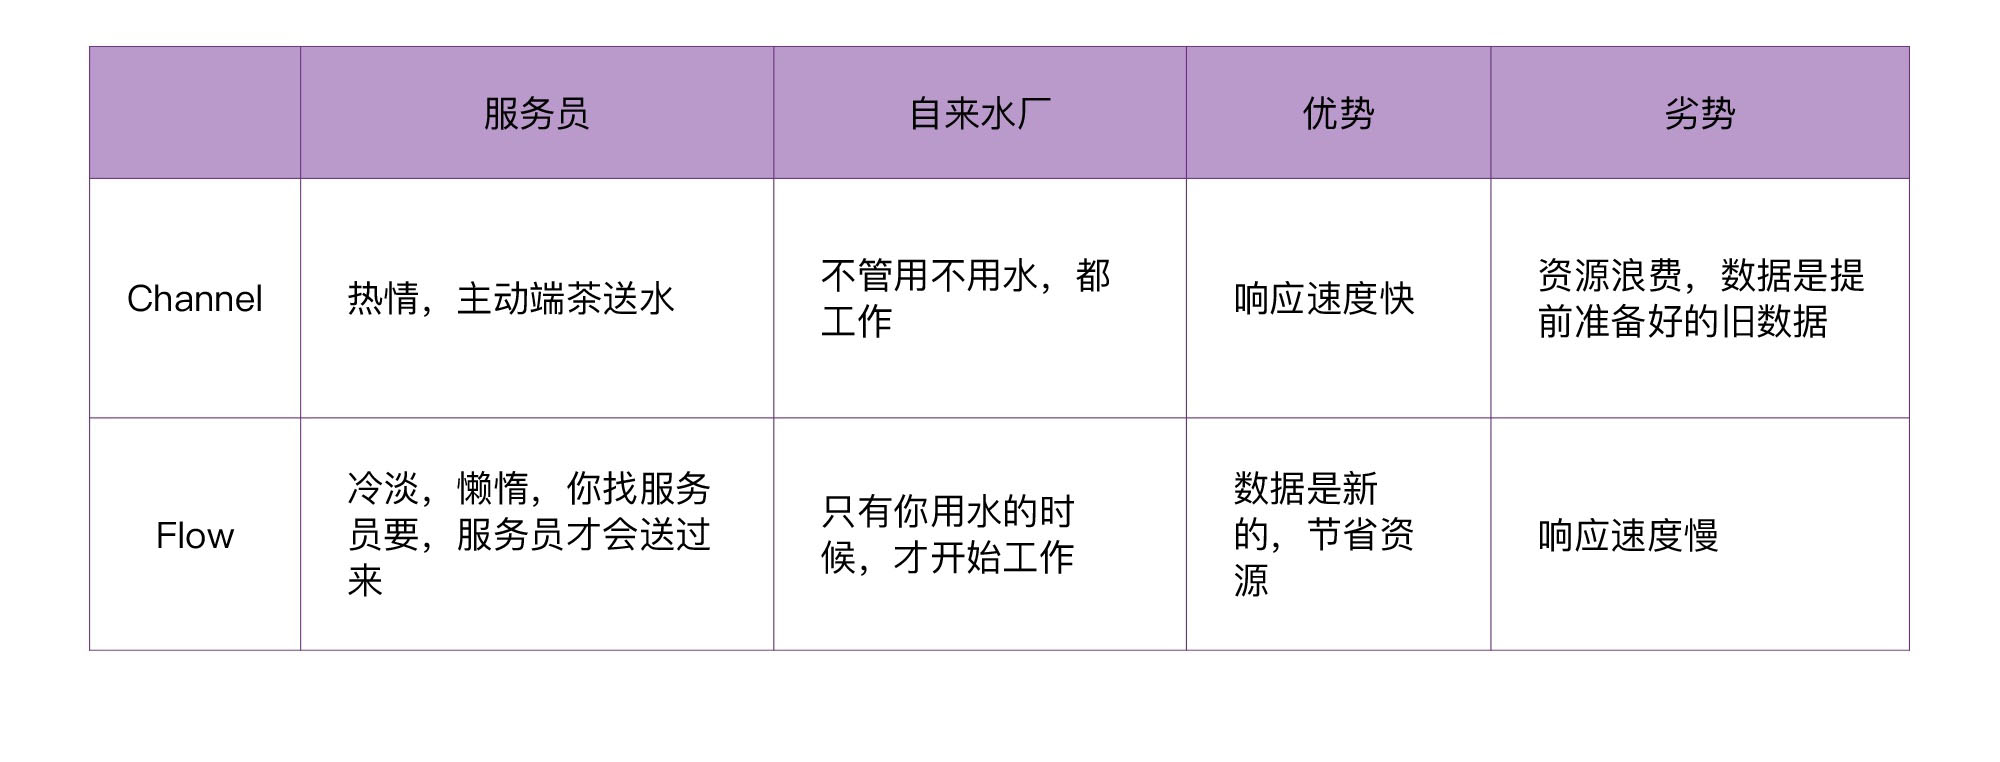 服务员
自来水厂
优势
劣势
Channel
热情，主动端茶送水
不管用不用水，都
工作
响应速度快
资源浪费，数据是提
前准备好的旧数据
Flow
冷淡，懒惰，你找服务
员要，服务员才会送过
来
只有你用水的时
候，才开始工作
数据是新
的，节省资
源
响应速度慢